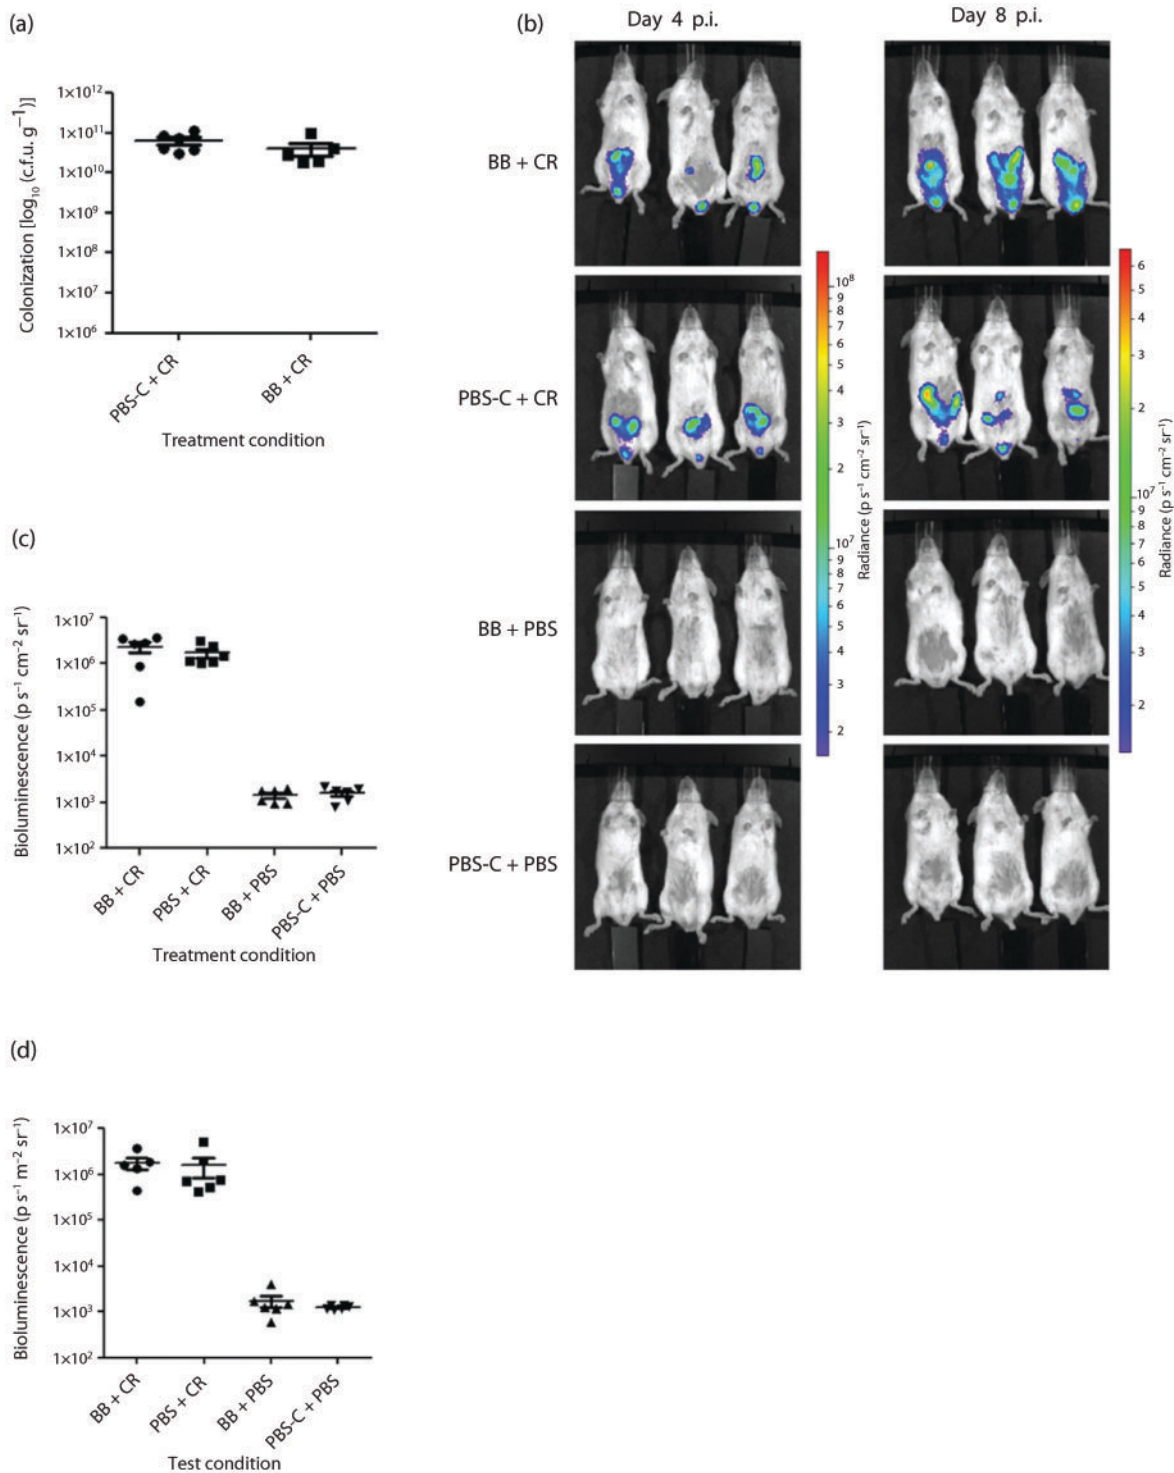 (a)
1×10¹²
1×10¹¹
1×10¹⁰
1×10⁹
1×10⁸
1×10⁷
1×10⁶
Colonization [log₁₀ (c.f.u. g⁻¹)]
PBS-C + CR
BB + CR
Treatment condition
(b)
Day 4 p.i.
Day 8 p.i.
BB + CR
PBS-C + CR
BB + PBS
PBS-C + PBS
10⁸
9
8
7
6
5
4
3
2
10⁷
9
8
7
6
5
4
3
2
Radiance (p s⁻¹ cm⁻² sr⁻¹)
6
5
4
3
2
10⁷
9
8
7
6
5
4
3
2
Radiance (p s⁻¹ cm⁻² sr⁻¹)
(c)
1×10⁷
1×10⁶
1×10⁵
1×10⁴
1×10³
1×10²
Bioluminescence (p s⁻¹ cm⁻² sr⁻¹)
BB + CR
PBS + CR
BB + PBS
PBS-C + PBS
Treatment condition
(d)
1×10⁷
1×10⁶
1×10⁵
1×10⁴
1×10³
1×10²
Bioluminescence (p s⁻¹ m⁻² sr⁻¹)
BB + CR
PBS + CR
BB + PBS
PBS-C + PBS
Test condition